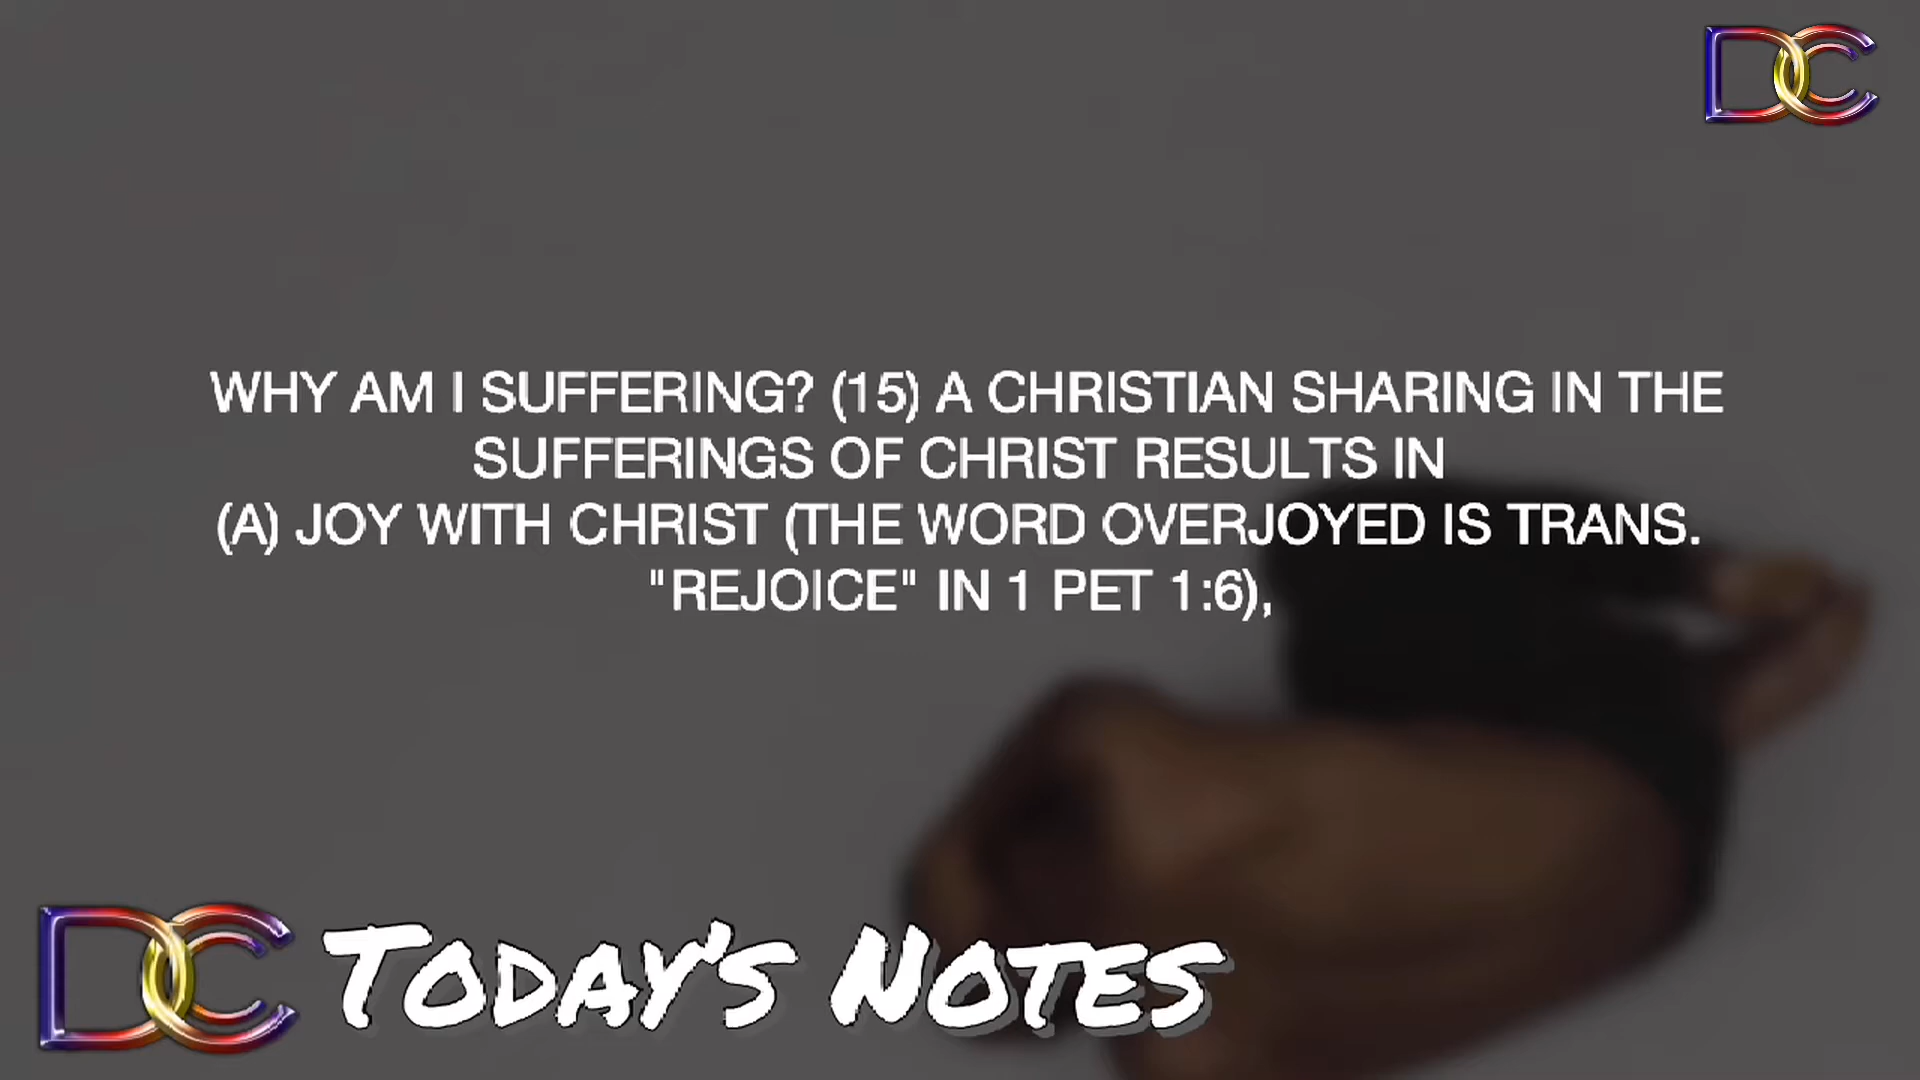 DC
WHY AM I SUFFERING? (15) A CHRISTIAN SHARING IN THE
SUFFERINGS OF CHRIST RESULTS IN
(A) JOY WITH CHRIST (THE WORD OVERJOYED IS TRANS.
"REJOICE" IN 1 PET 1:6),
DC TODAY'S NOTES